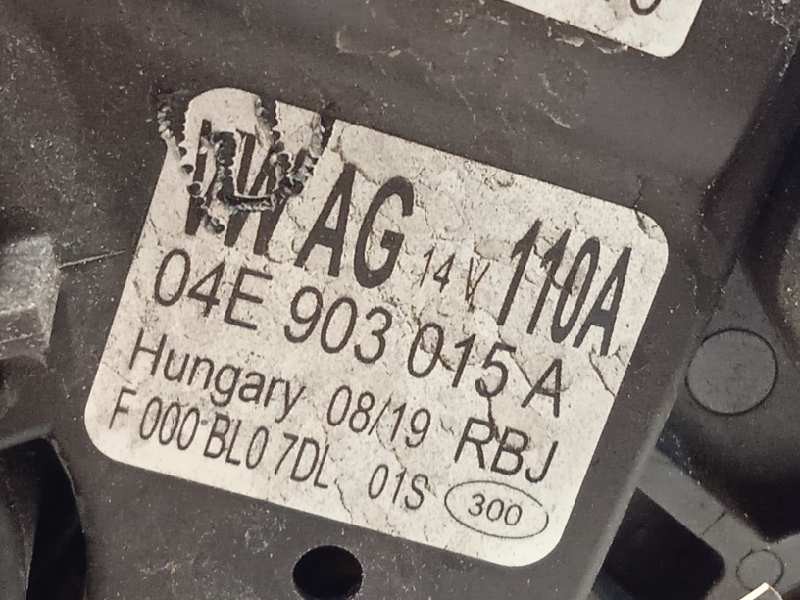 VW AG 14 V 110A
04E 903 015 A
Hungary 08/19 RBJ
F 000 BL0 7DL 01S 300